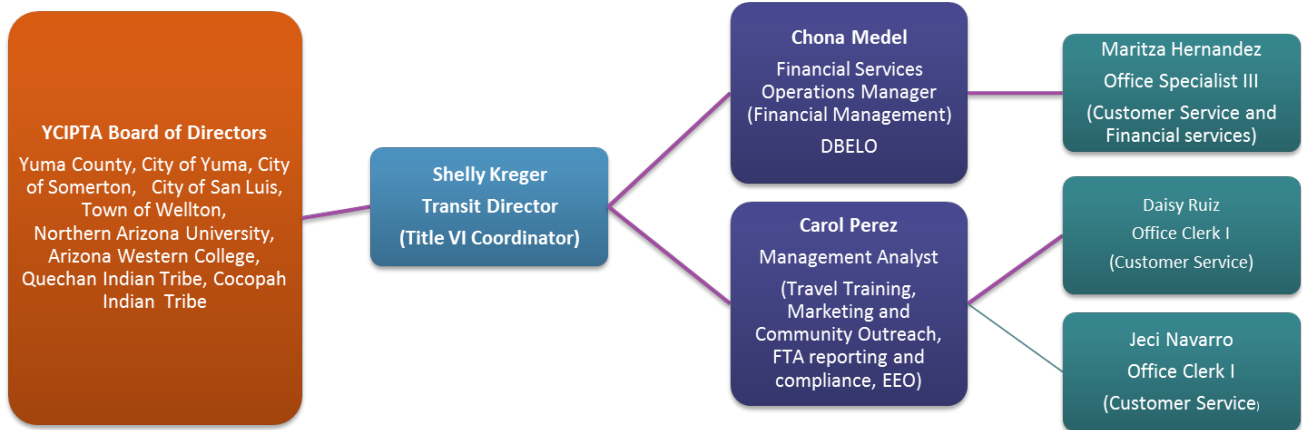 YCIPTA Board of Directors
Yuma County, City of Yuma, City
of Somerton, City of San Luis,
Town of Wellton,
Northern Arizona University,
Arizona Western College,
Quechan Indian Tribe, Cocopah
Indian Tribe
Shelly Kreger
Transit Director
(Title VI Coordinator)
Chona Medel
Financial Services
Operations Manager
(Financial Management)
DBELO
Carol Perez
Management Analyst
(Travel Training,
Marketing and
Community Outreach,
FTA reporting and
compliance, EEO)
Maritza Hernandez
Office Specialist III
(Customer Service and
Financial services)
Daisy Ruiz
Office Clerk I
(Customer Service)
Jeci Navarro
Office Clerk I
(Customer Service)